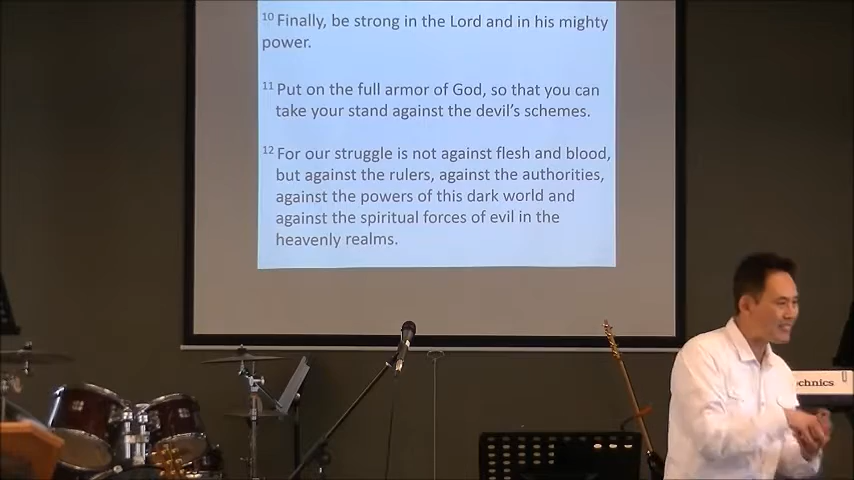 10 Finally, be strong in the Lord and in his mighty
power.
11 Put on the full armor of God, so that you can
take your stand against the devil's schemes.
12 For our struggle is not against flesh and blood,
but against the rulers, against the authorities,
against the powers of this dark world and
against the spiritual forces of evil in the
heavenly realms.